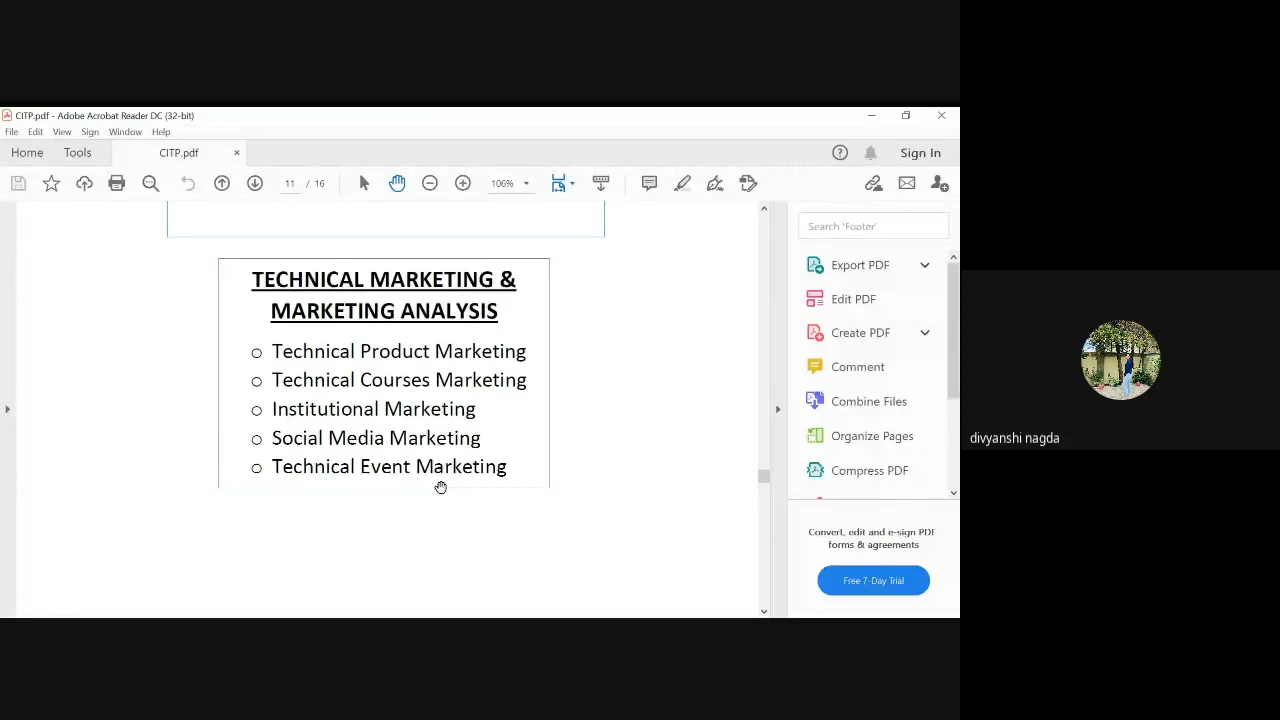 CITP.pdf - Adobe Acrobat Reader DC (32-bit)
File Edit View Sign Window Help
Home Tools CITP.pdf × Sign In
11 / 16 106%
Search 'Footer'
TECHNICAL MARKETING &
MARKETING ANALYSIS
o Technical Product Marketing
o Technical Courses Marketing
o Institutional Marketing
o Social Media Marketing
o Technical Event Marketing
Export PDF
Edit PDF
Create PDF
Comment
Combine Files
Organize Pages
Compress PDF
Convert, edit and e-sign PDF
forms & agreements
Free 7-Day Trial
divyanshi nagda